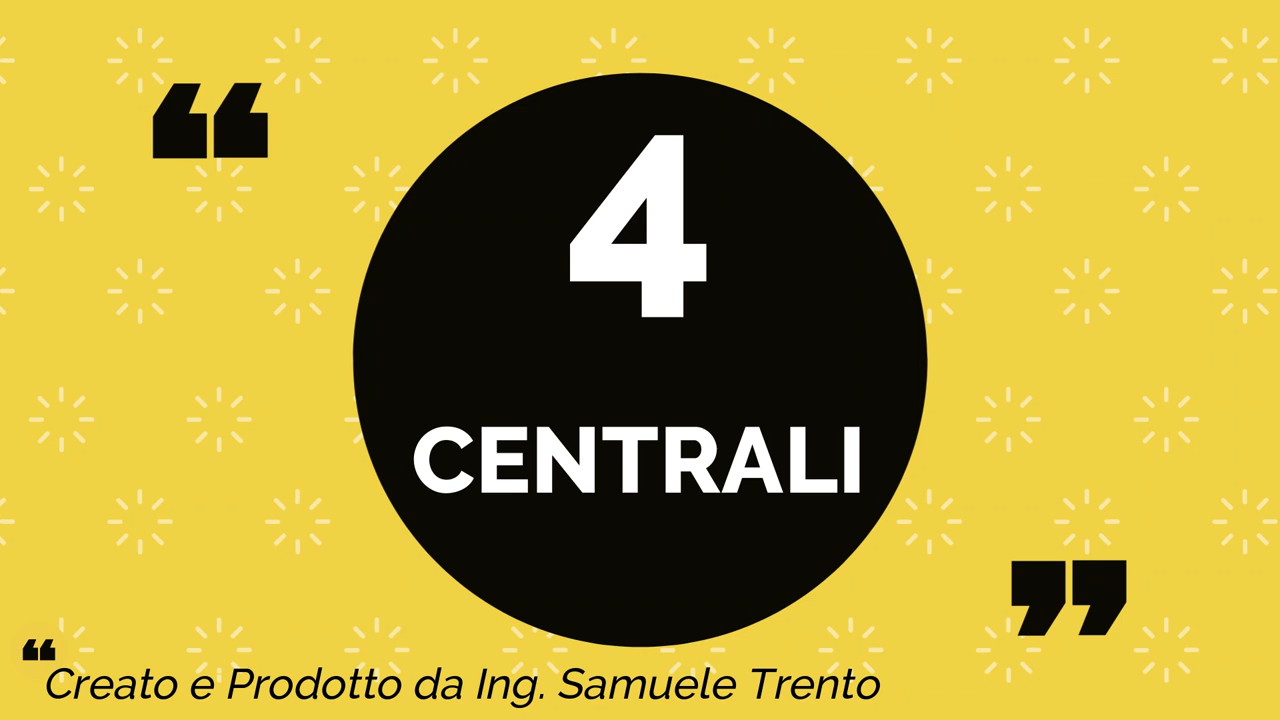 “
4
CENTRALI
”
“
Creato e Prodotto da Ing. Samuele Trento